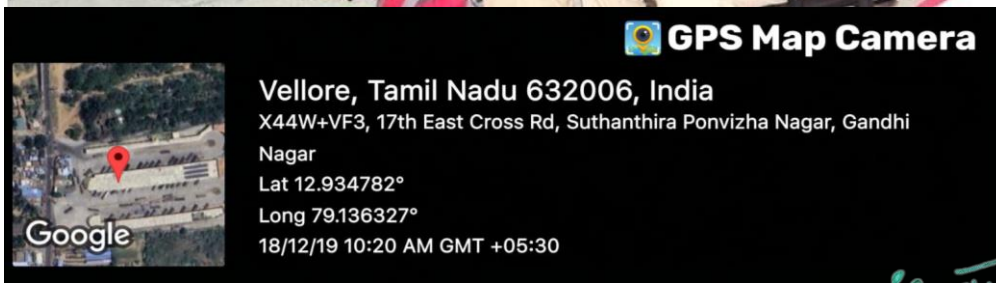 GPS Map Camera
Vellore, Tamil Nadu 632006, India
X44W+VF3, 17th East Cross Rd, Suthanthira Ponvizha Nagar, Gandhi
Nagar
Lat 12.934782°
Long 79.136327°
18/12/19 10:20 AM GMT +05:30
Google